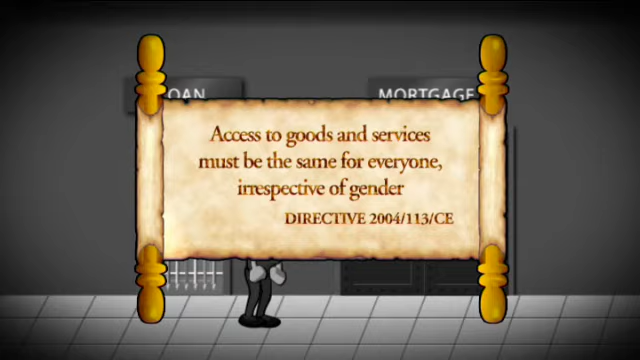 OAN
MORTGAGE
Access to goods and services
must be the same for everyone,
irrespective of gender
DIRECTIVE 2004/113/CE